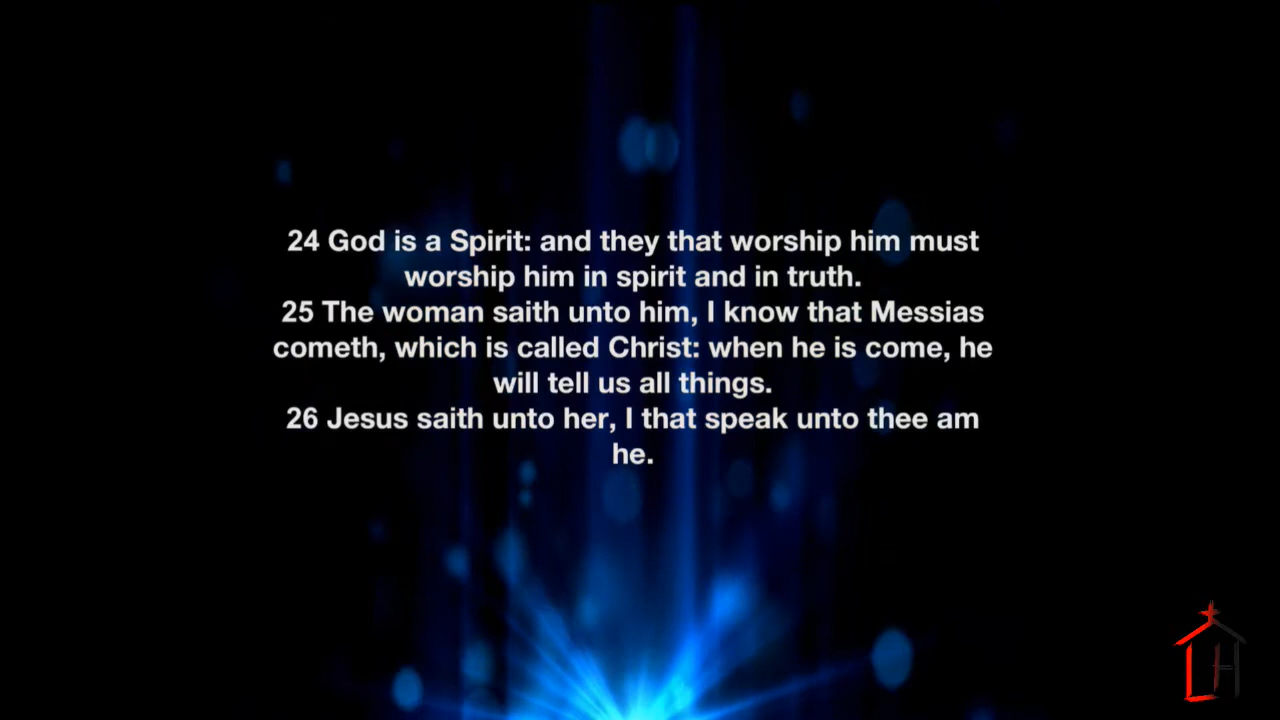 24 God is a Spirit: and they that worship him must
worship him in spirit and in truth.
25 The woman saith unto him, I know that Messias
cometh, which is called Christ: when he is come, he
will tell us all things.
26 Jesus saith unto her, I that speak unto thee am
he.